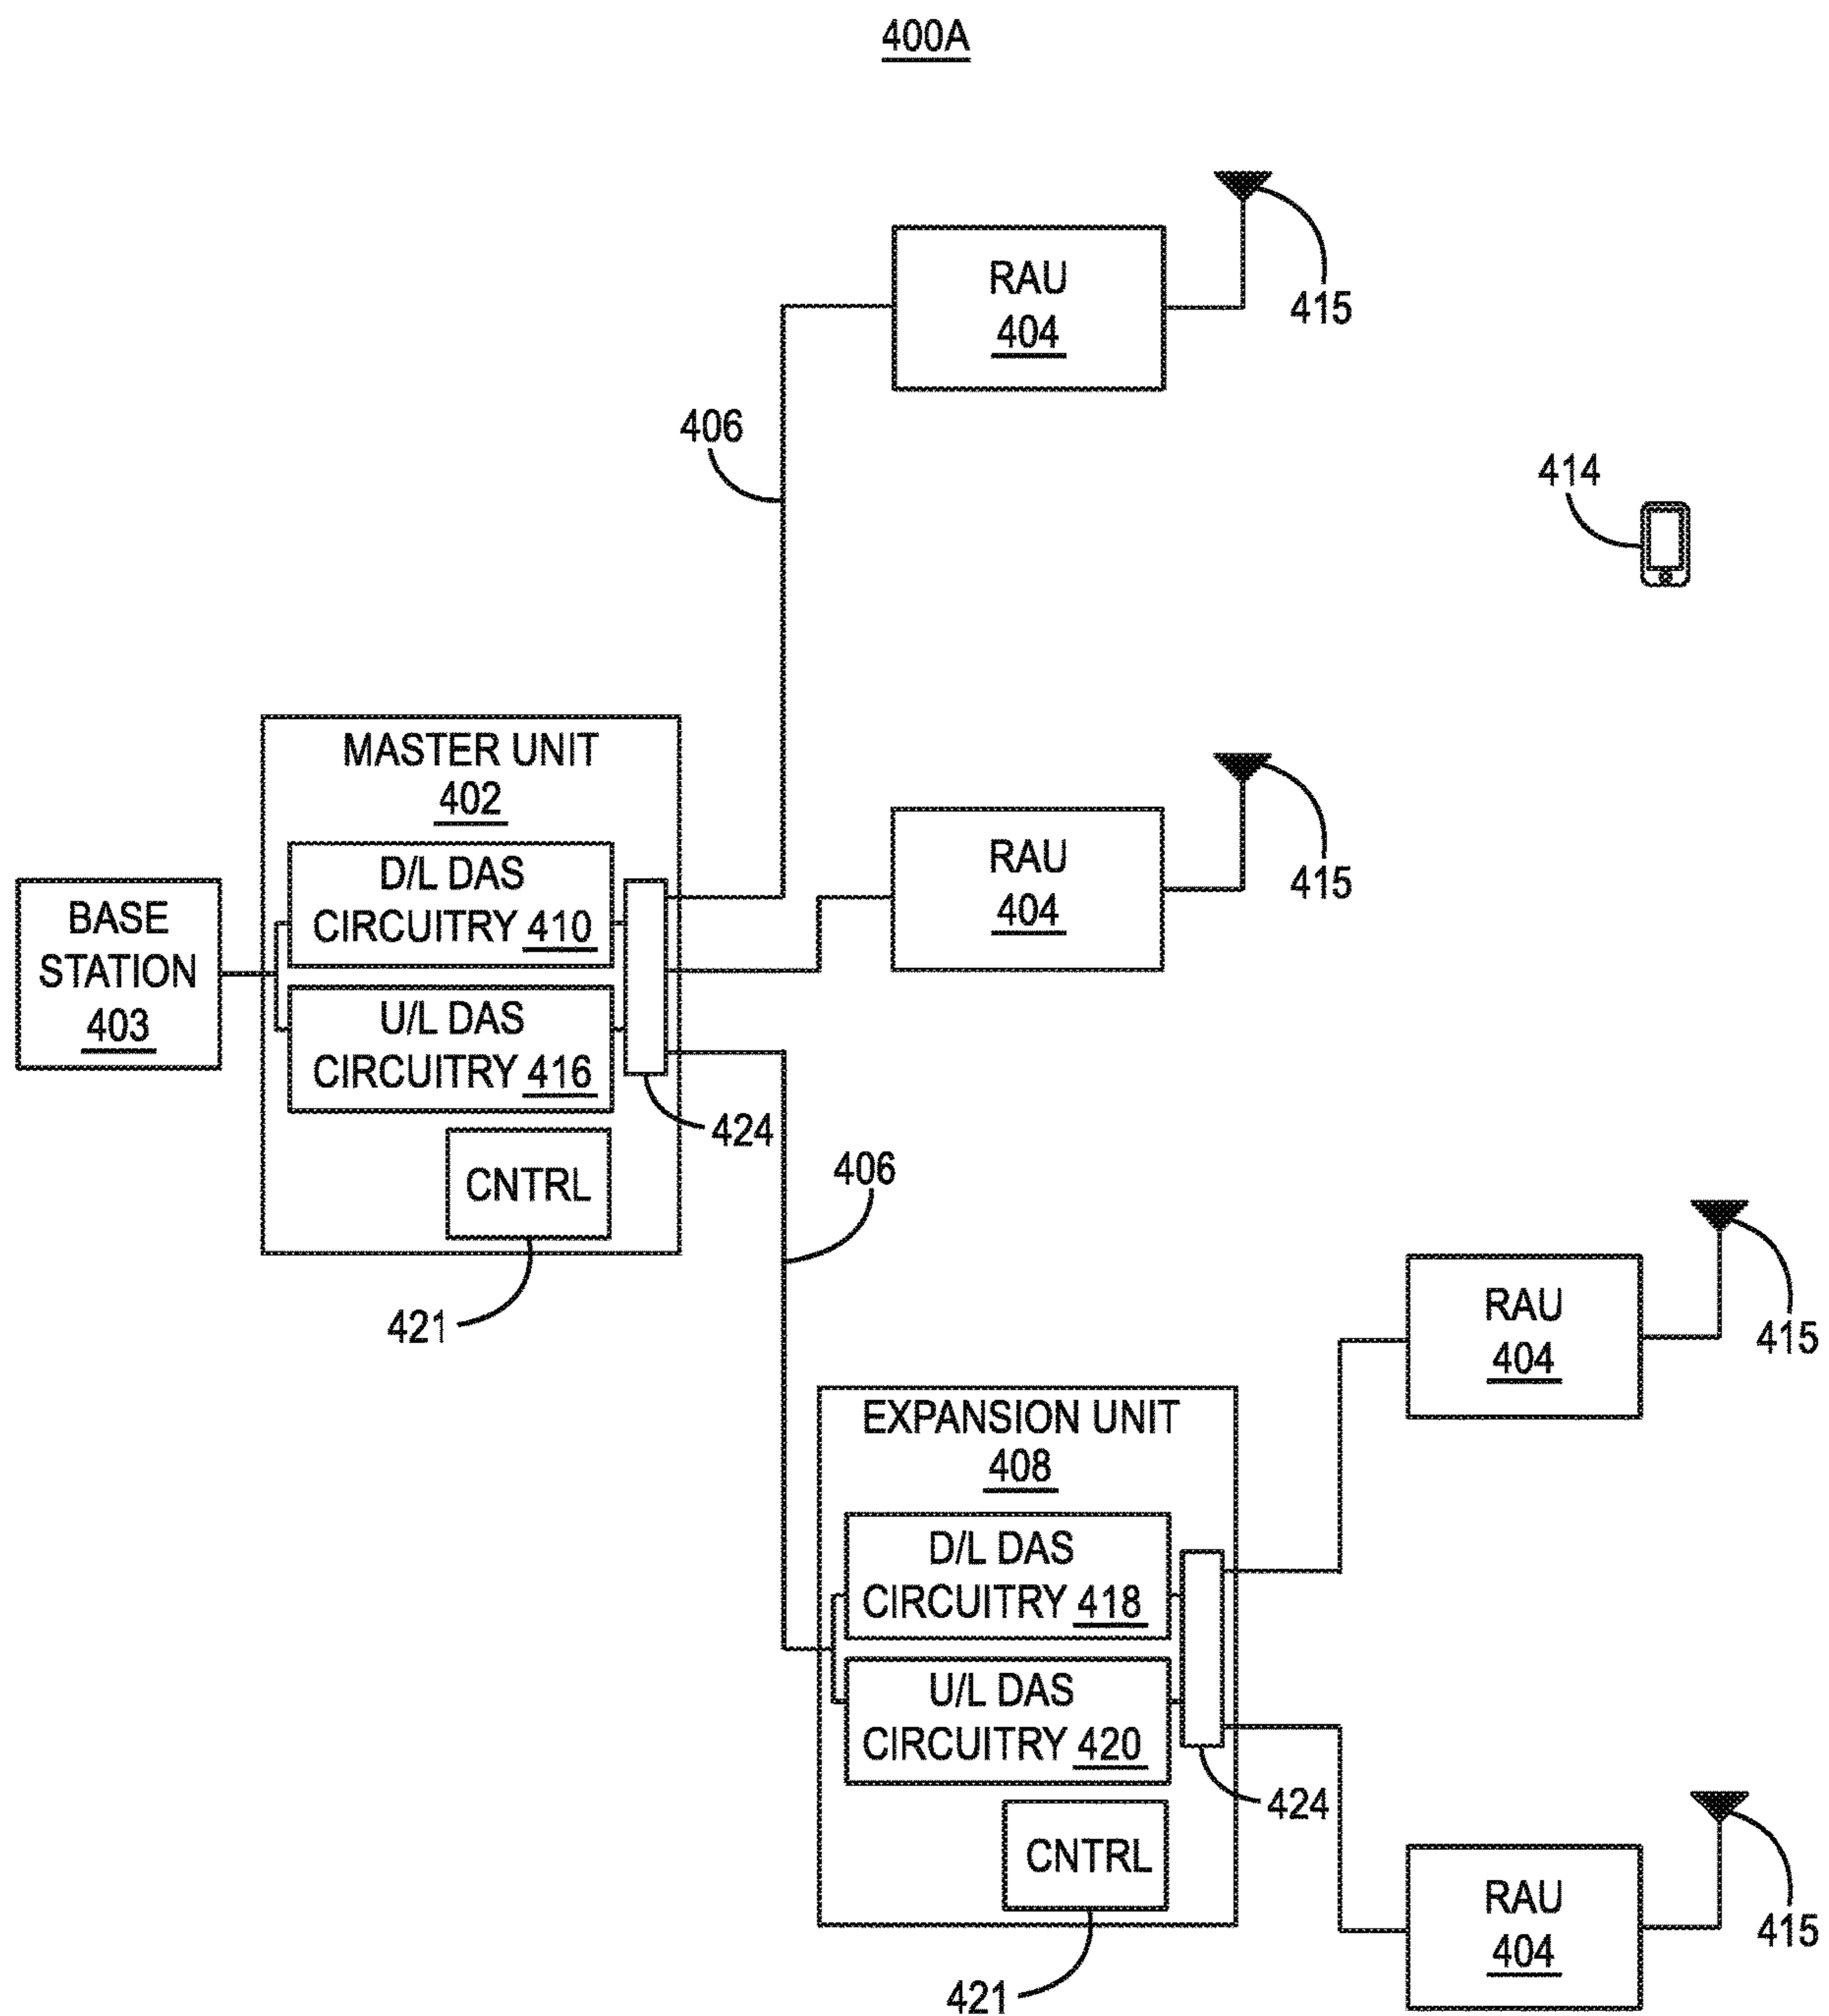 400A
RAU
404
415
406
414
MASTER UNIT
402
D/L DAS
CIRCUITRY 410
U/L DAS
CIRCUITRY 416
CNTRL
424
421
BASE
STATION
403
RAU
404
415
406
EXPANSION UNIT
408
D/L DAS
CIRCUITRY 418
U/L DAS
CIRCUITRY 420
CNTRL
424
421
RAU
404
415
RAU
404
415